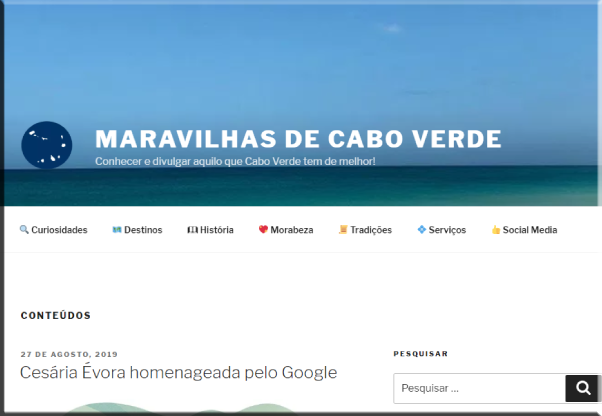 MARAVILHAS DE CABO VERDE
Conhecer e divulgar aquilo que Cabo Verde tem de melhor!
Curiosidades Destinos História Morabeza Tradições Serviços Social Media
CONTEÚDOS
27 DE AGOSTO, 2019
Cesária Évora homenageada pelo Google
PESQUISAR
Pesquisar ...